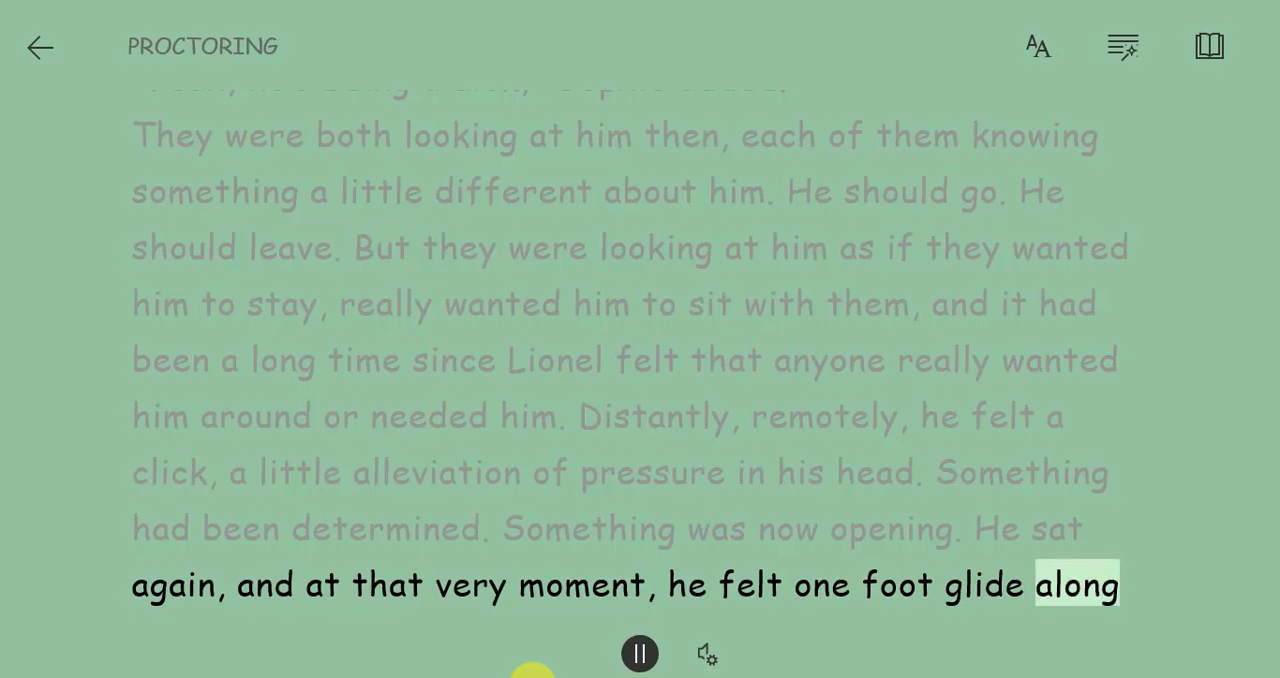 PROCTORING
They were both looking at him then, each of them knowing
something a little different about him. He should go. He
should leave. But they were looking at him as if they wanted
him to stay, really wanted him to sit with them, and it had
been a long time since Lionel felt that anyone really wanted
him around or needed him. Distantly, remotely, he felt a
click, a little alleviation of pressure in his head. Something
had been determined. Something was now opening. He sat
again, and at that very moment, he felt one foot glide along